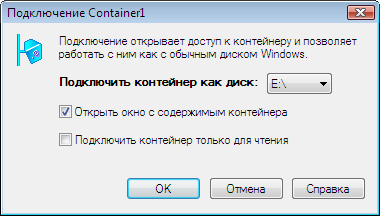 Подключение Container1
Подключение открывает доступ к контейнеру и позволяет
работать с ним как с обычным диском Windows.
Подключить контейнер как диск: E:\
Открыть окно с содержимым контейнера
Подключить контейнер только для чтения
OK Отмена Справка